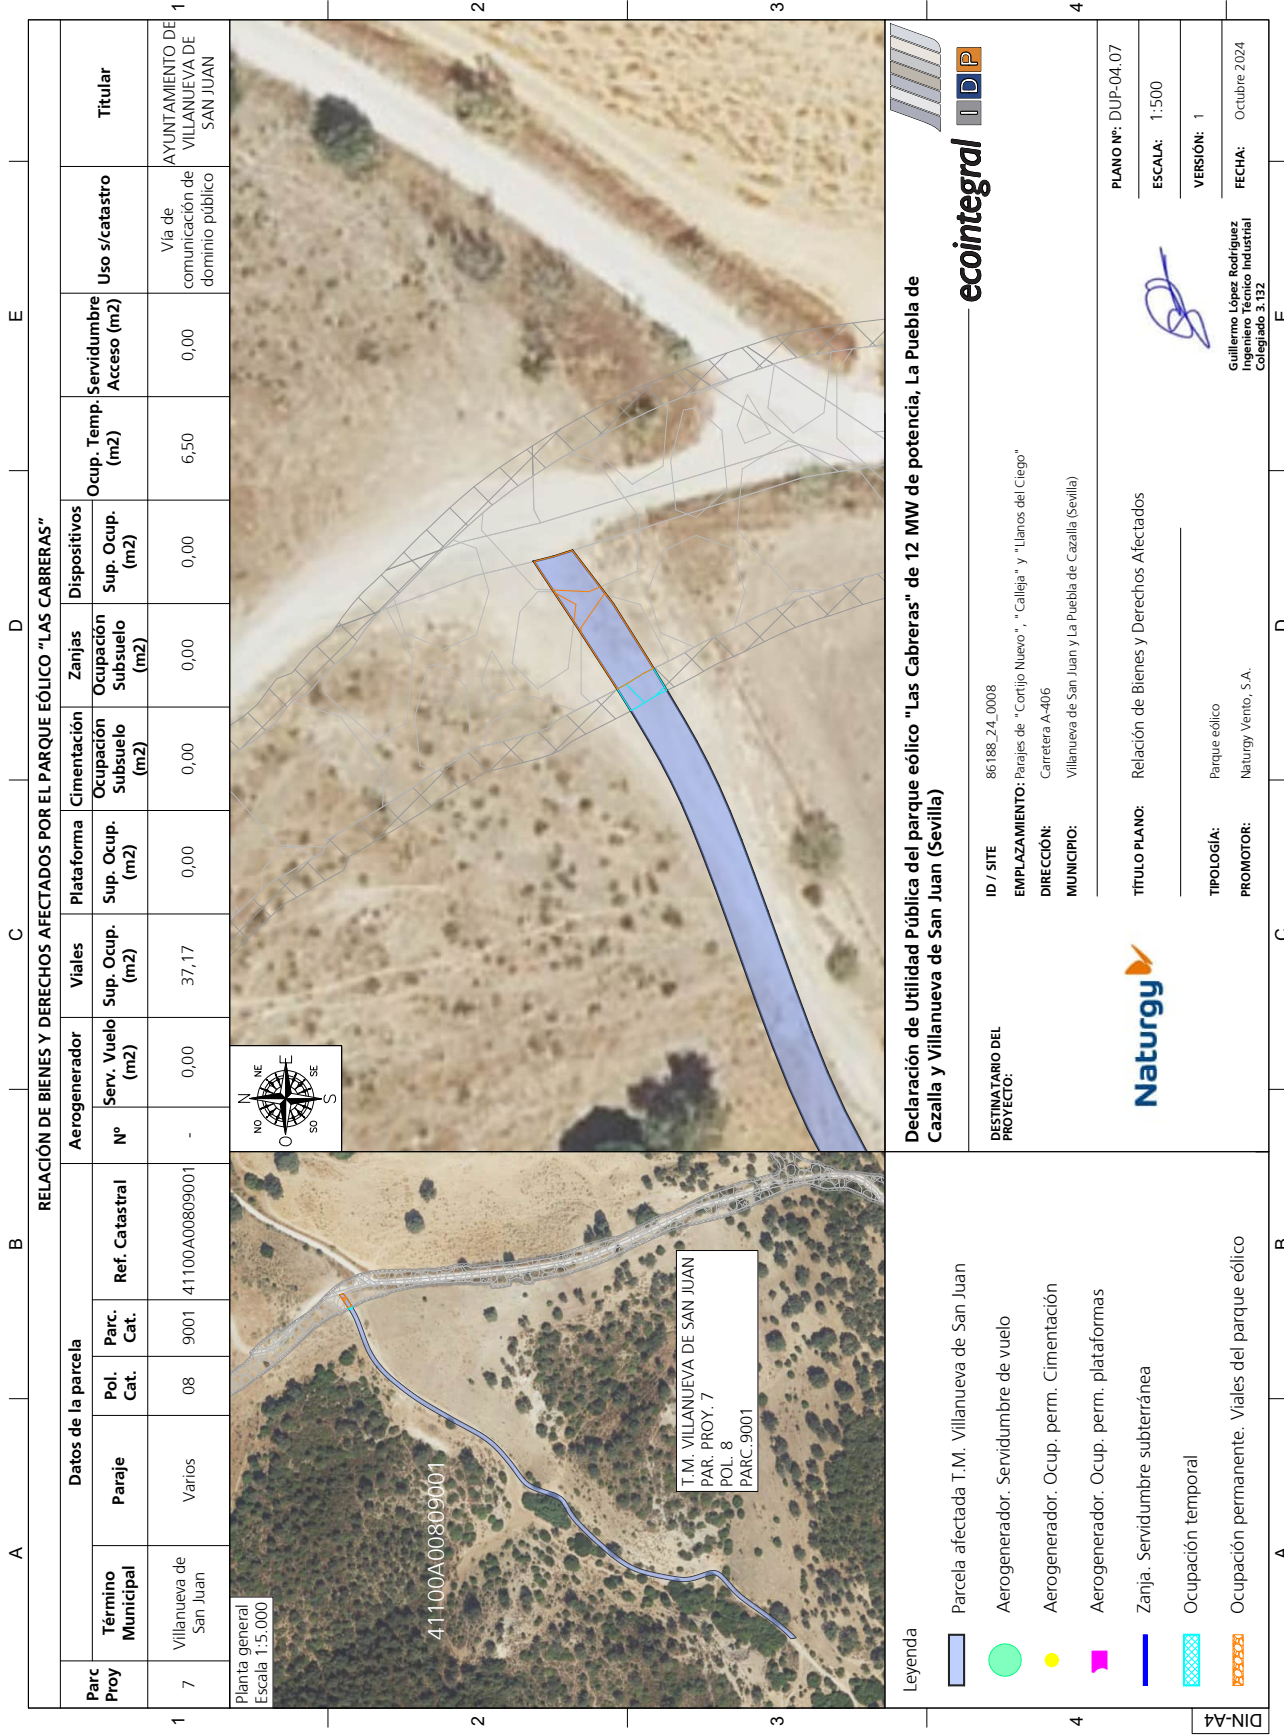 RELACIÓN DE BIENES Y DERECHOS AFECTADOS POR EL PARQUE EÓLICO "LAS CABRERAS"
Parc Proy
Datos de la parcela
Aerogenerador
Viales
Plataforma
Cimentación
Zanjas
Dispositivos
Ocup. Temp. (m2)
Servidumbre Acceso (m2)
Uso s/catastro
Titular
Término Municipal
Paraje
Pol. Cat.
Parc. Cat.
Ref. Catastral
Nº
Serv. Vuelo (m2)
Sup. Ocup. (m2)
Sup. Ocup. (m2)
Ocupación Subsuelo (m2)
Ocupación Subsuelo (m2)
Sup. Ocup. (m2)
7
Villanueva de San Juan
Varios
08
9001
41100A00809001
-
0,00
37,17
0,00
0,00
0,00
0,00
6,50
0,00
Vía de comunicación de dominio público
AYUNTAMIENTO DE VILLANUEVA DE SAN JUAN
Planta general
Escala 1:5.000
41100A00809001
T.M. VILLANUEVA DE SAN JUAN
PAR. PROY. 7
POL. 8
PARC.9001
N
NE
E
SE
S
SO
O
NO
Leyenda
Parcela afectada T.M. Villanueva de San Juan
Aerogenerador. Servidumbre de vuelo
Aerogenerador. Ocup. perm. Cimentación
Aerogenerador. Ocup. perm. plataformas
Zanja. Servidumbre subterránea
Ocupación temporal
Ocupación permanente. Viales del parque eólico
Declaración de Utilidad Pública del parque eólico "Las Cabreras" de 12 MW de potencia, La Puebla de
Cazalla y Villanueva de San Juan (Sevilla)
ecointegral
IDP
DESTINATARIO DEL
PROYECTO:
Naturgy
ID / SITE 86188_24_0008
EMPLAZAMIENTO: Parajes de "Cortijo Nuevo", "Calleja" y "Llanos del Ciego"
DIRECCIÓN: Carretera A-406
MUNICIPIO: Villanueva de San Juan y La Puebla de Cazalla (Sevilla)
TÍTULO PLANO: Relación de Bienes y Derechos Afectados
TIPOLOGÍA: Parque eólico
PROMOTOR: Naturgy Vento, S.A.
PLANO Nº: DUP-04.07
ESCALA: 1:500
VERSIÓN: 1
FECHA: Octubre 2024
Guillermo López Rodríguez
Ingeniero Técnico Industrial
Colegiado 3.132
A
B
C
D
E
A
B
C
D
E
1
2
3
4
1
2
3
4
DIN-A4